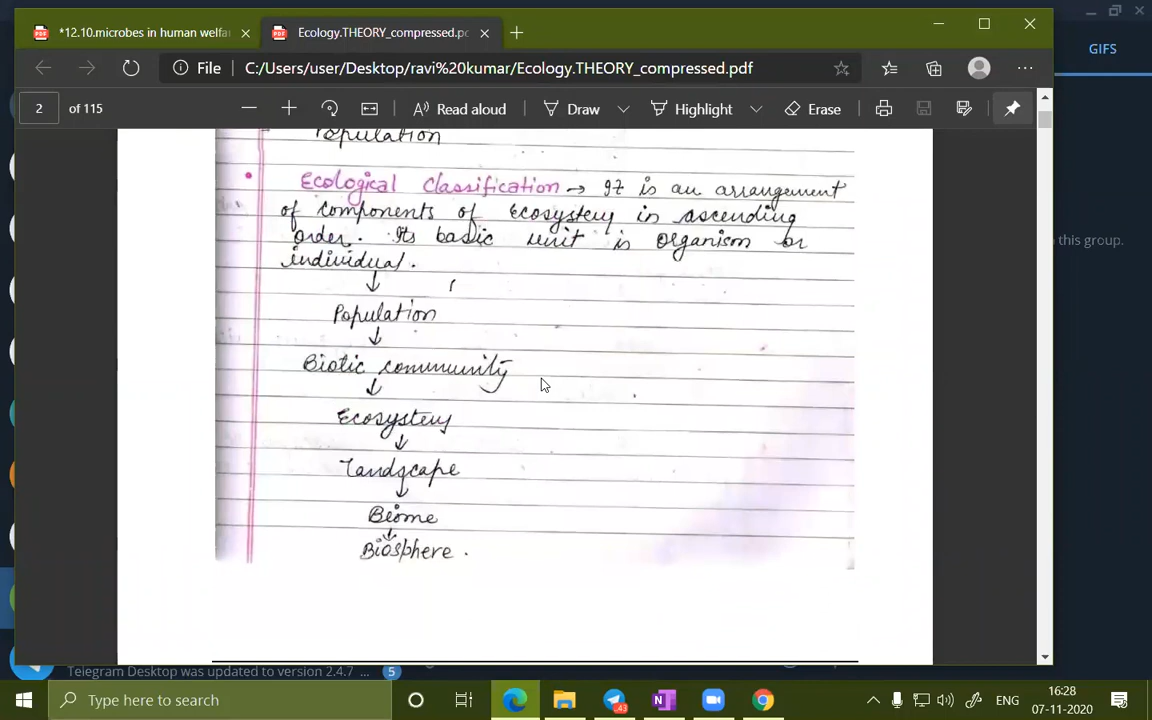 *12.10.microbes in human welfa
Ecology.THEORY_compressed.pc
GIFS
File
C:/Users/user/Desktop/ravi%20kumar/Ecology.THEORY_compressed.pdf
2 of 115
Read aloud
Draw
Highlight
Erase
Population
Ecological classification → It is an arrangement
of components of Ecosystem in ascending
order. Its basic unit is organism or
individual.
↓
Population
↓
Biotic community
↓
Ecosystem
↓
Landscape
↓
Biome
↓
Biosphere.
n this group.
Telegram Desktop was updated to version 2.4.7 ...
5
Type here to search
43
ENG
16:28
07-11-2020